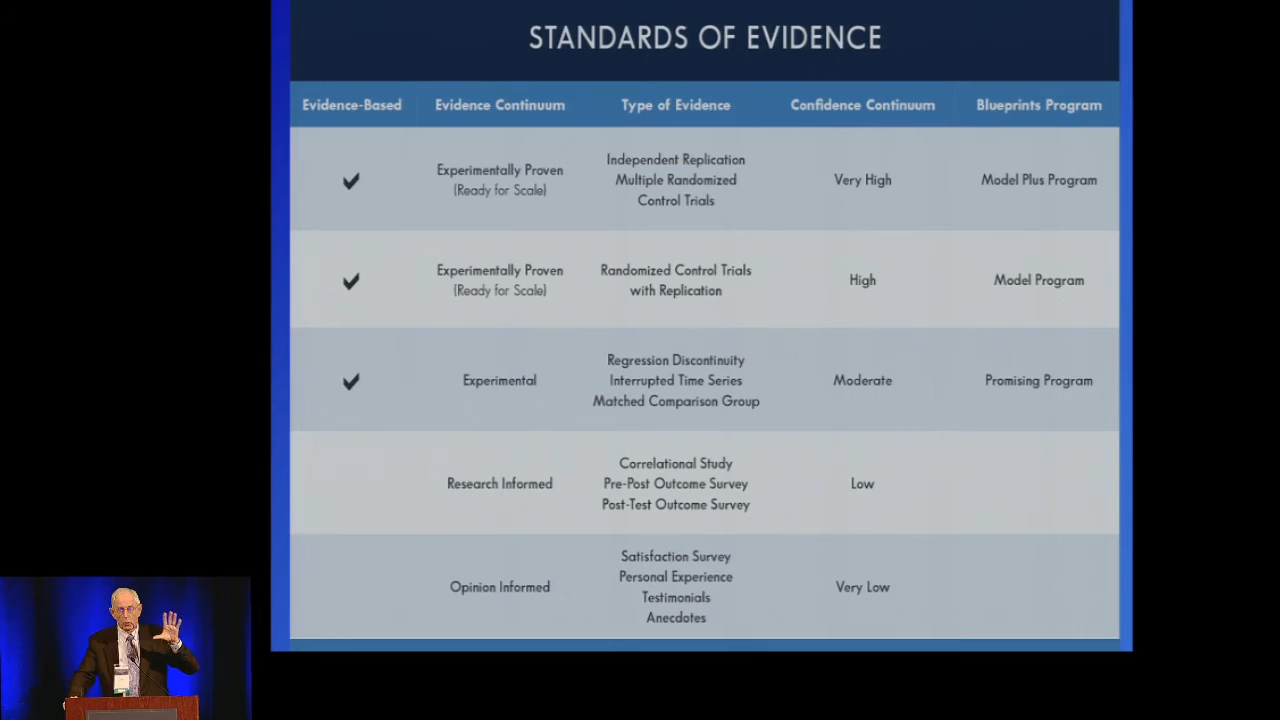 STANDARDS OF EVIDENCE
Evidence-Based Evidence Continuum Type of Evidence Confidence Continuum Blueprints Program
✔
Experimentally Proven
(Ready for Scale)
Independent Replication
Multiple Randomized
Control Trials
Very High
Model Plus Program
✔
Experimentally Proven
(Ready for Scale)
Randomized Control Trials
with Replication
High
Model Program
✔
Experimental
Regression Discontinuity
Interrupted Time Series
Matched Comparison Group
Moderate
Promising Program
Research Informed
Correlational Study
Pre-Post Outcome Survey
Post-Test Outcome Survey
Low
Opinion Informed
Satisfaction Survey
Personal Experience
Testimonials
Anecdotes
Very Low